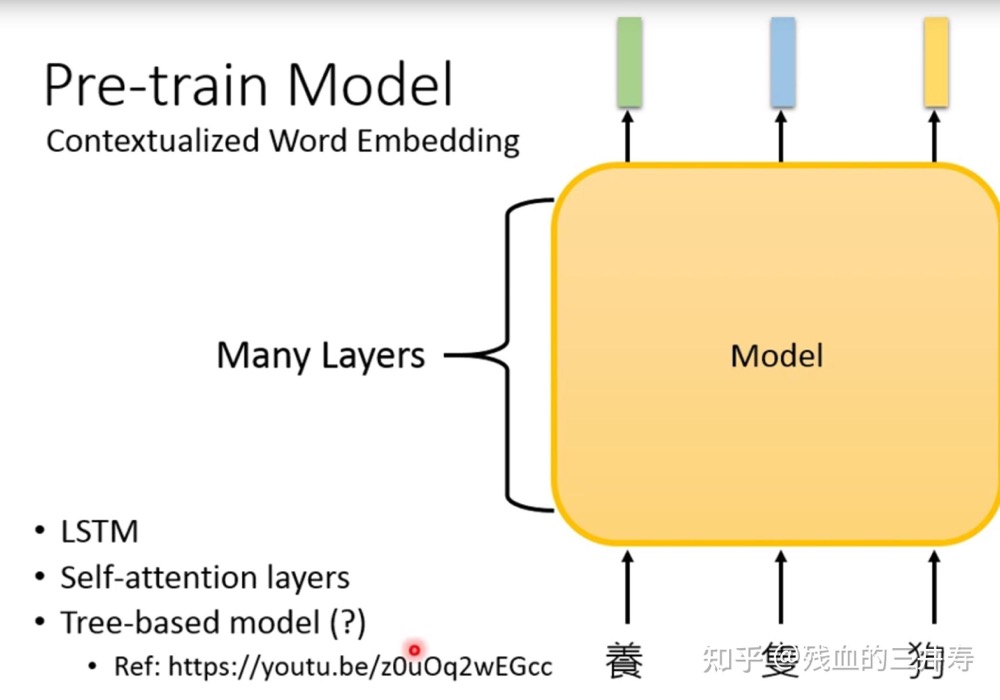 Pre-train Model
Contextualized Word Embedding
Many Layers
Model
• LSTM
• Self-attention layers
• Tree-based model (?)
• Ref: https://youtu.be/z0uOq2wEGcc
養 隻 狗
知乎 @残血的三井寿